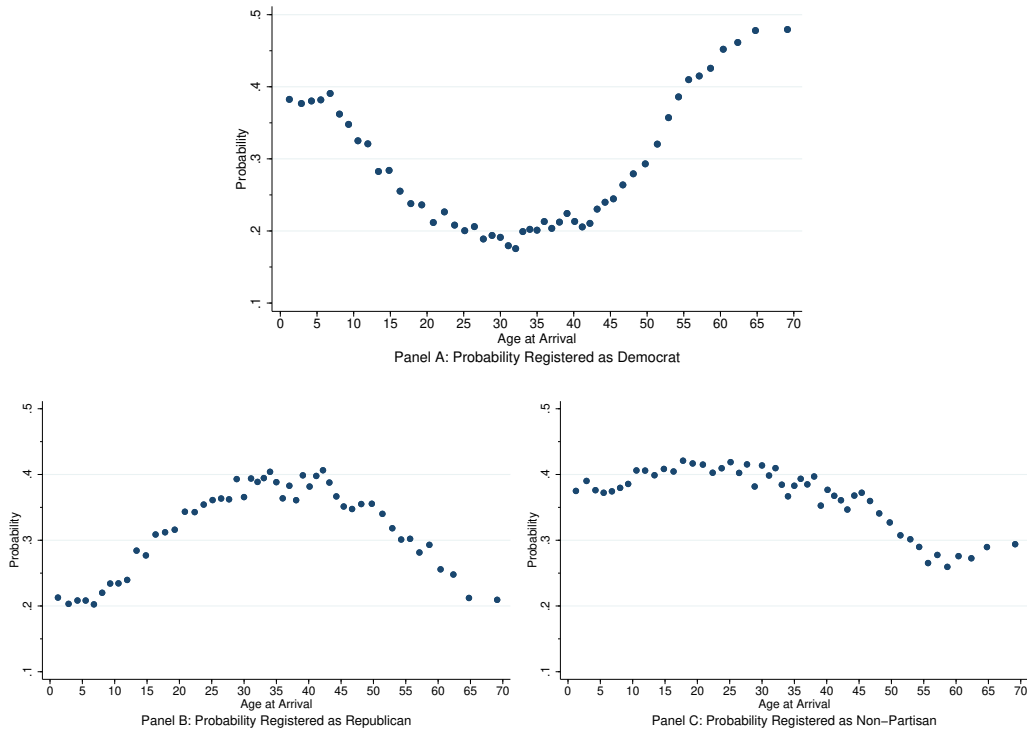 .5
.4
.3
.2
.1
Probability
0 5 10 15 20 25 30 35 40 45 50 55 60 65 70
Age at Arrival
Panel A: Probability Registered as Democrat
.5
.4
.3
.2
.1
Probability
0 5 10 15 20 25 30 35 40 45 50 55 60 65 70
Age at Arrival
Panel B: Probability Registered as Republican
.5
.4
.3
.2
.1
Probability
0 5 10 15 20 25 30 35 40 45 50 55 60 65 70
Age at Arrival
Panel C: Probability Registered as Non−Partisan